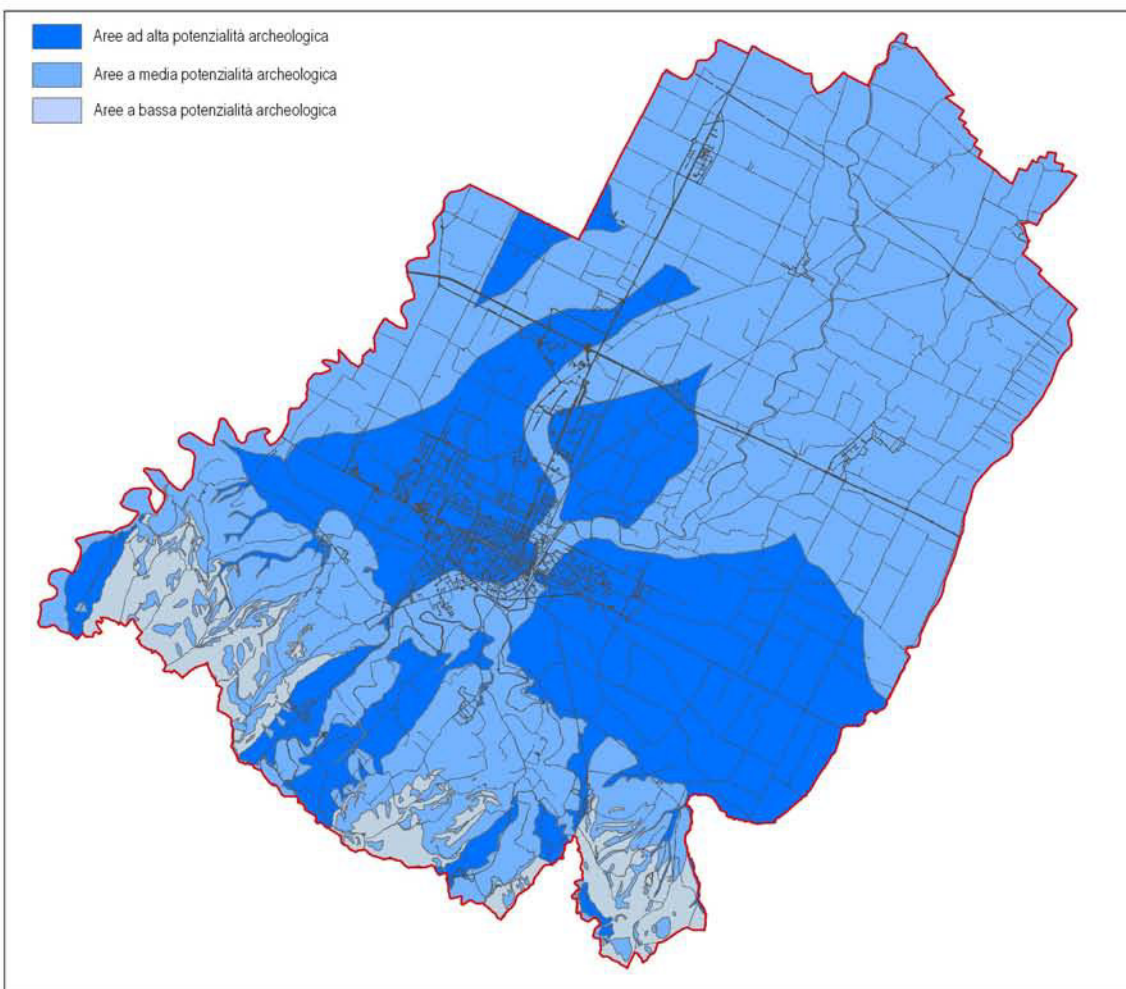 Aree ad alta potenzialità archeologica
Aree a media potenzialità archeologica
Aree a bassa potenzialità archeologica